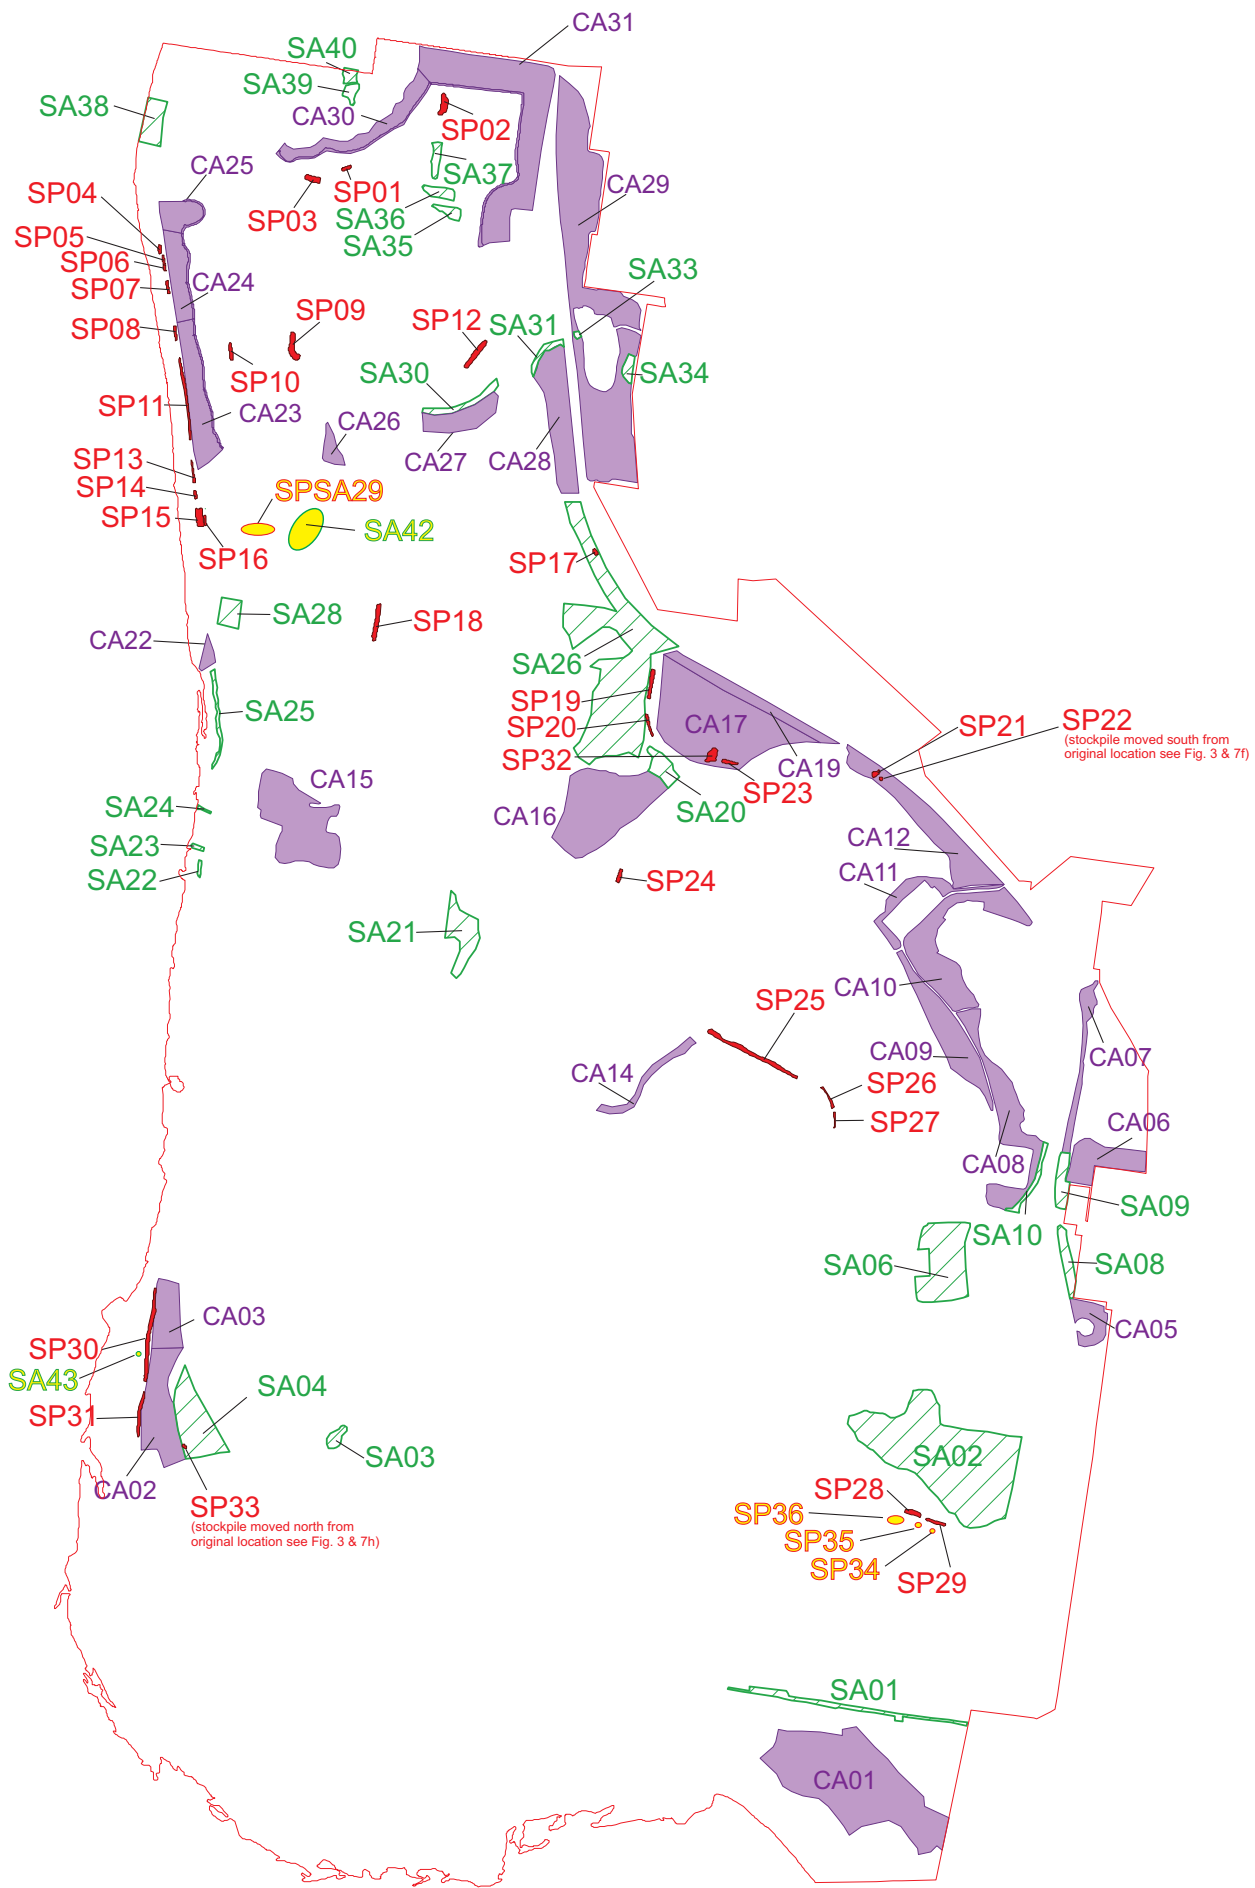 CA31
SA40
SA39
SA38
CA30
SP02
CA25
SA37
CA29
SP04
SP01
SP03
SA36
SA35
SP05
SP06
SP07
CA24
SA33
SP08
SP09
SP12
SA31
SP10
SA30
SA34
SP11
CA23
CA26
CA27
CA28
SP13
SP14
SPSA29
SP15
SA42
SP16
SP17
SA28
SP18
CA22
SA26
SA25
SP19
SP20
CA17
SP21
SP22
(stockpile moved south from
original location see Fig. 3 & 7f)
SP32
CA19
CA15
SP23
SA24
CA16
SA20
SA23
CA12
SA22
CA11
SP24
SA21
CA10
SP25
CA09
CA07
CA14
SP26
SP27
CA06
CA08
SA09
SA10
SA06
SA08
CA03
CA05
SP30
SA43
SA04
SP31
SA03
SA02
CA02
SP28
SP33
(stockpile moved north from
original location see Fig. 3 & 7h)
SP36
SP35
SP34
SP29
SA01
CA01